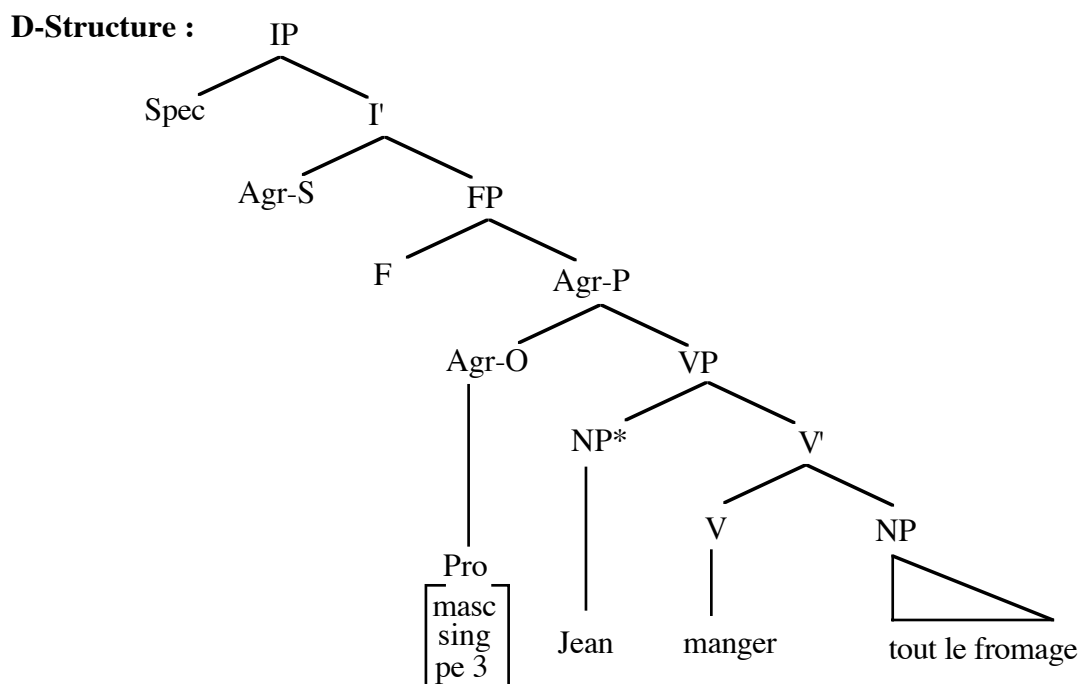 D-Structure :
IP
Spec
I'
Agr-S
FP
F
Agr-P
Agr-O
VP
NP*
V'
V
NP
Pro
masc
sing
pe 3
Jean
manger
tout le fromage